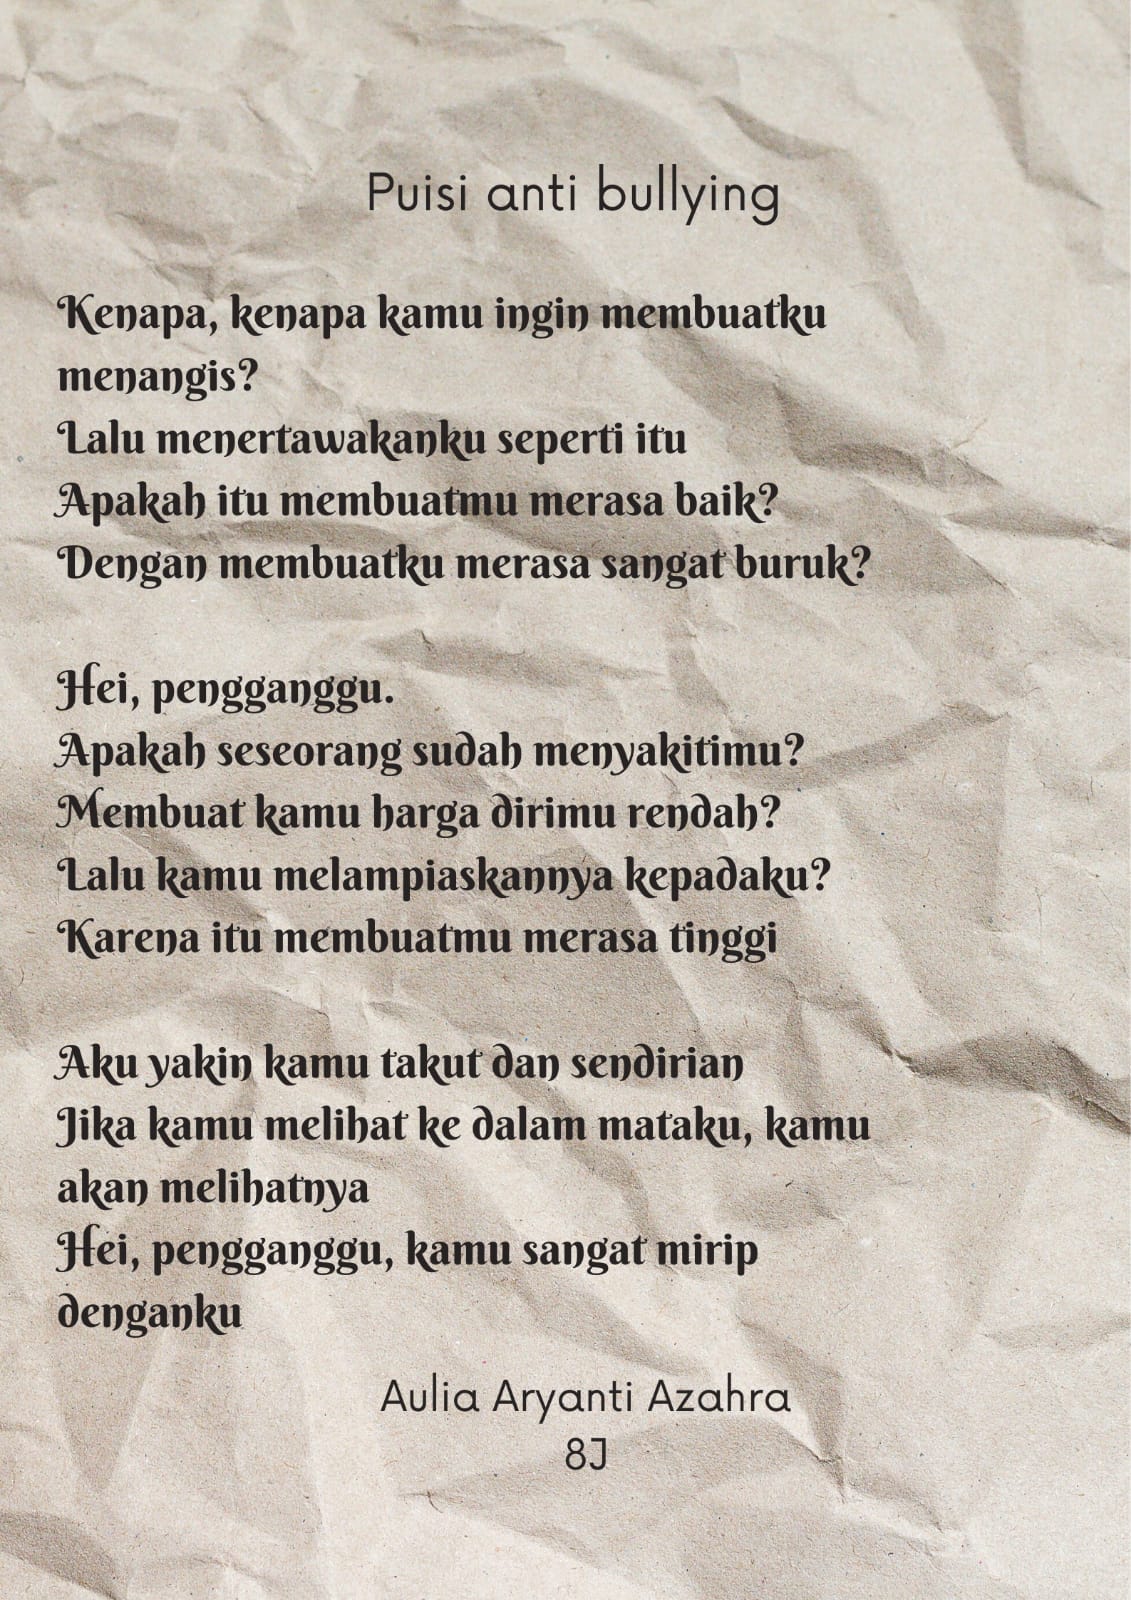 Puisi anti bullying
Kenapa, kenapa kamu ingin membuatku
menangis?
Lalu menertawakanku seperti itu
Apakah itu membuatmu merasa baik?
Dengan membuatku merasa sangat buruk?
Hei, pengganggu.
Apakah seseorang sudah menyakitimu?
Membuat kamu harga dirimu rendah?
Lalu kamu melampiaskannya kepadaku?
Karena itu membuatmu merasa tinggi
Aku yakin kamu takut dan sendirian
Jika kamu melihat ke dalam mataku, kamu
akan melihatnya
Hei, pengganggu, kamu sangat mirip
denganku
Aulia Aryanti Azahra
8J